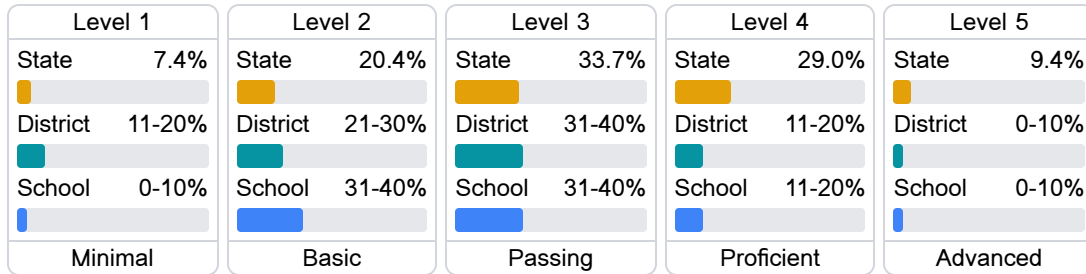 Level 1
State 7.4%
District 11-20%
School 0-10%
Minimal
Level 2
State 20.4%
District 21-30%
School 31-40%
Basic
Level 3
State 33.7%
District 31-40%
School 31-40%
Passing
Level 4
State 29.0%
District 11-20%
School 11-20%
Proficient
Level 5
State 9.4%
District 0-10%
School 0-10%
Advanced